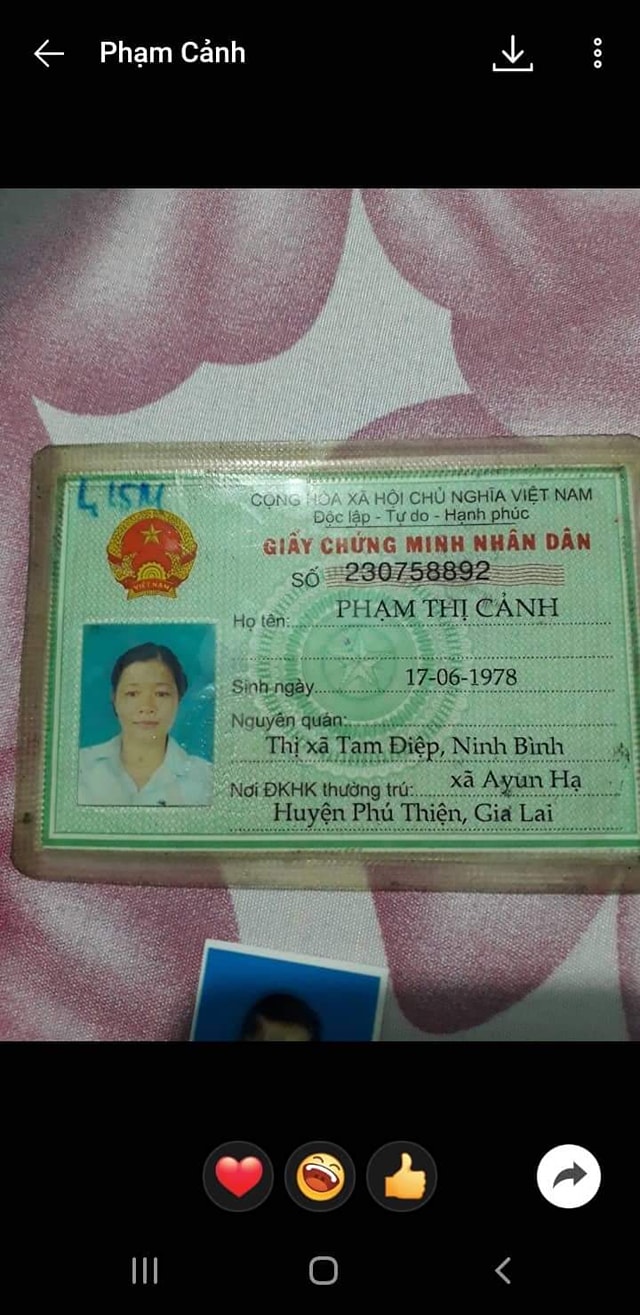 Phạm Cảnh
L 15M
CỘNG HÒA XÃ HỘI CHỦ NGHĨA VIỆT NAM
Độc lập - Tự do - Hạnh phúc
GIẤY CHỨNG MINH NHÂN DÂN
SỐ 230758892
VIỆT NAM
Họ tên: PHẠM THỊ CẢNH
Sinh ngày 17-06-1978
Nguyên quán:
Thị xã Tam Điệp, Ninh Bình
Nơi ĐKHK thường trú: xã Ayun Hạ
Huyện Phú Thiện, Gia Lai